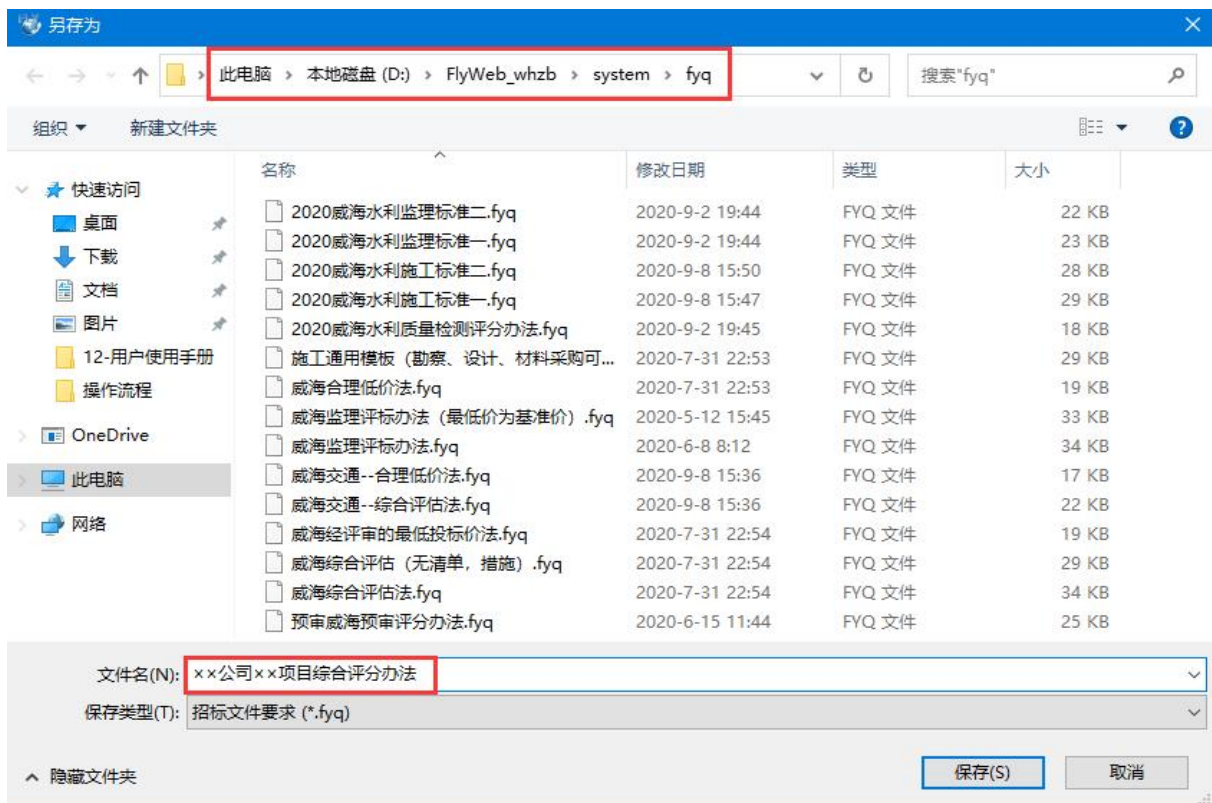 另存为
此电脑 › 本地磁盘 (D:) › FlyWeb_whzb › system › fyq
搜索"fyq"
组织 新建文件夹
名称 修改日期 类型 大小
快速访问
桌面
下载
文档
图片
12-用户使用手册
操作流程
OneDrive
此电脑
网络
2020威海水利监理标准二.fyq 2020-9-2 19:44 FYQ 文件 22 KB
2020威海水利监理标准一.fyq 2020-9-2 19:44 FYQ 文件 23 KB
2020威海水利施工标准二.fyq 2020-9-8 15:50 FYQ 文件 28 KB
2020威海水利施工标准一.fyq 2020-9-8 15:47 FYQ 文件 29 KB
2020威海水利质量检测评分办法.fyq 2020-9-2 19:45 FYQ 文件 18 KB
施工通用模板（勘察、设计、材料采购可... 2020-7-31 22:53 FYQ 文件 29 KB
威海合理低价法.fyq 2020-7-31 22:53 FYQ 文件 19 KB
威海监理评标办法（最低价为基准价）.fyq 2020-5-12 15:45 FYQ 文件 33 KB
威海监理评标办法.fyq 2020-6-8 8:12 FYQ 文件 34 KB
威海交通--合理低价法.fyq 2020-9-8 15:36 FYQ 文件 17 KB
威海交通--综合评估法.fyq 2020-9-8 15:36 FYQ 文件 22 KB
威海经评审的最低投标价法.fyq 2020-7-31 22:54 FYQ 文件 19 KB
威海综合评估（无清单，措施）.fyq 2020-7-31 22:54 FYQ 文件 29 KB
威海综合评估法.fyq 2020-7-31 22:54 FYQ 文件 34 KB
预审威海预审评分办法.fyq 2020-6-15 11:44 FYQ 文件 25 KB
文件名(N): ××公司××项目综合评分办法
保存类型(T): 招标文件要求 (*.fyq)
隐藏文件夹 保存(S) 取消